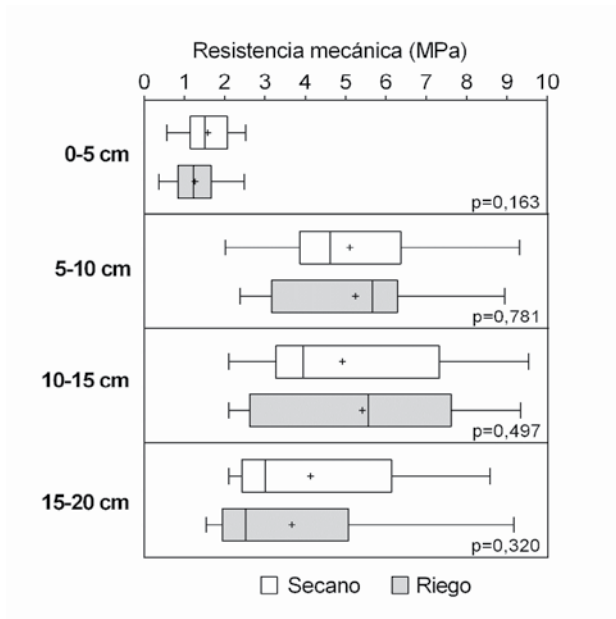 Resistencia mecánica (MPa)
0 1 2 3 4 5 6 7 8 9 10
0-5 cm
p=0,163
5-10 cm
p=0,781
10-15 cm
p=0,497
15-20 cm
p=0,320
Secano Riego